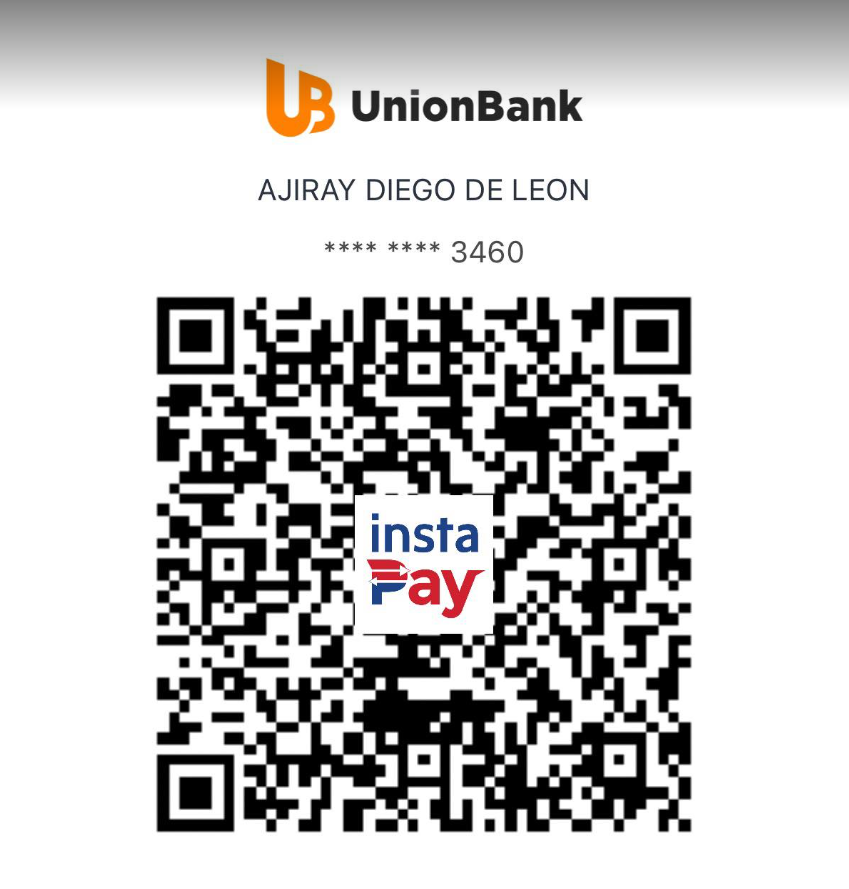 UnionBank
AJIRAY DIEGO DE LEON
**** **** 3460
insta
Pay